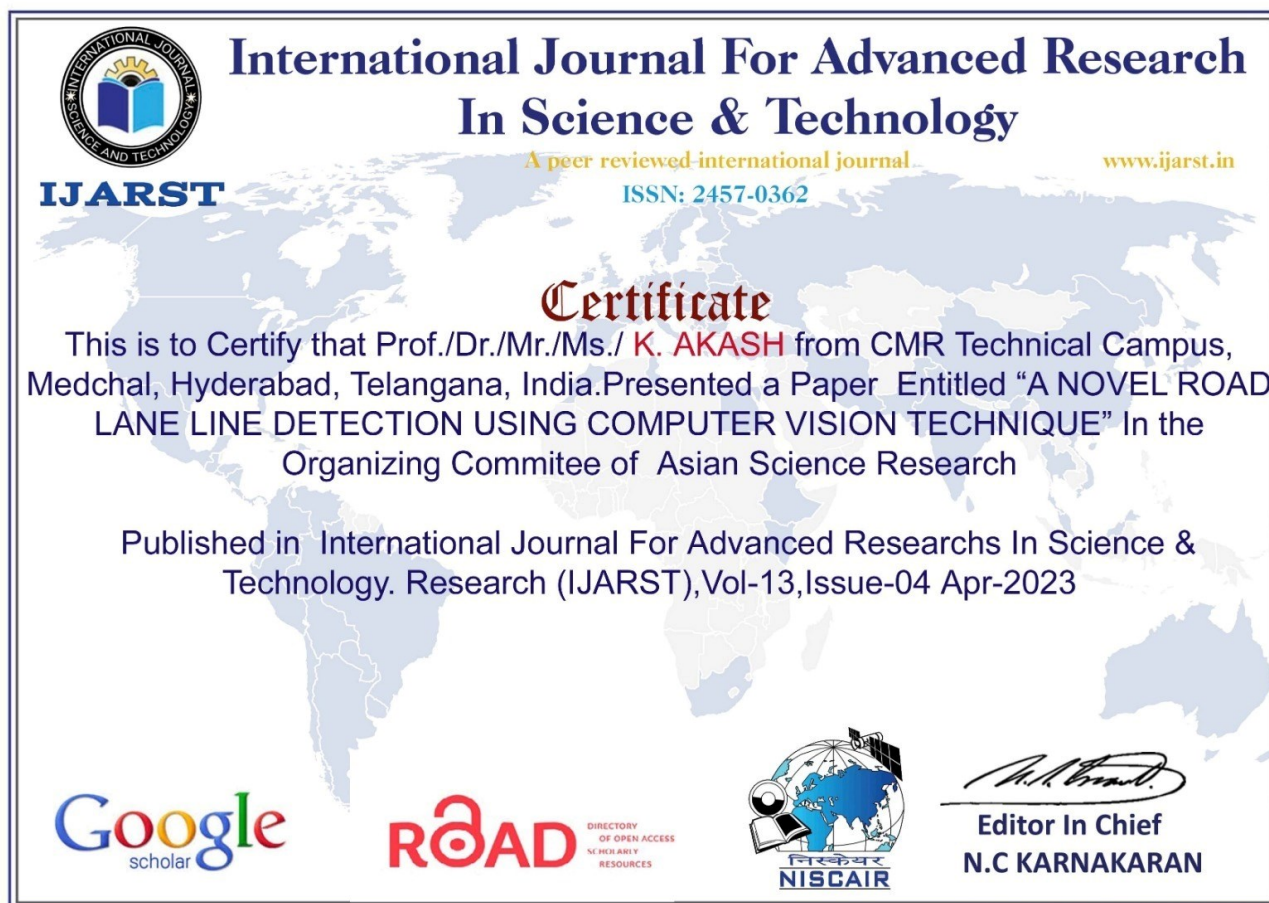 INTERNATIONAL JOURNAL
SCIENCE AND TECHNOLOGY
IJARST
International Journal For Advanced Research
In Science & Technology
A peer reviewed international journal
www.ijarst.in
ISSN: 2457-0362
Certificate
This is to Certify that Prof./Dr./Mr./Ms./ K. AKASH from CMR Technical Campus,
Medchal, Hyderabad, Telangana, India.Presented a Paper Entitled “A NOVEL ROAD
LANE LINE DETECTION USING COMPUTER VISION TECHNIQUE” In the
Organizing Commitee of Asian Science Research
Published in International Journal For Advanced Researchs In Science &
Technology. Research (IJARST),Vol-13,Issue-04 Apr-2023
Google
scholar
ROAD
DIRECTORY
OF OPEN ACCESS
SCHOLARLY
RESOURCES
निस्केयर
NISCAIR
Editor In Chief
N.C KARNAKARAN